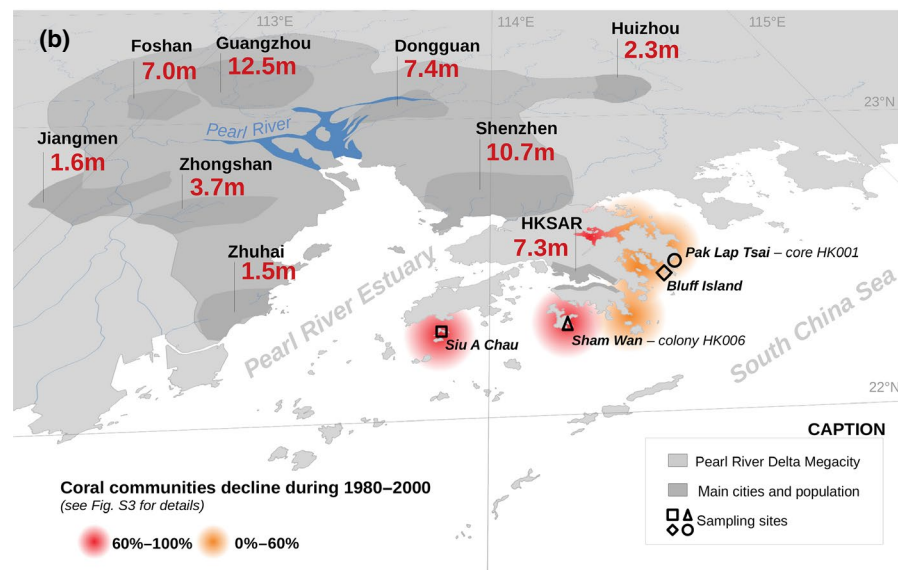 (b)
113°E
114°E
115°E
Foshan
7.0m
Guangzhou
12.5m
Dongguan
7.4m
Huizhou
2.3m
23°N
Pearl River
Jiangmen
1.6m
Zhongshan
3.7m
Shenzhen
10.7m
HKSAR
7.3m
Zhuhai
1.5m
Pak Lap Tsai – core HK001
Bluff Island
Pearl River Estuary
South China Sea
Siu A Chau
Sham Wan – colony HK006
22°N
CAPTION
Pearl River Delta Megacity
Main cities and population
Sampling sites
Coral communities decline during 1980–2000
(see Fig. S3 for details)
60%–100%
0%–60%